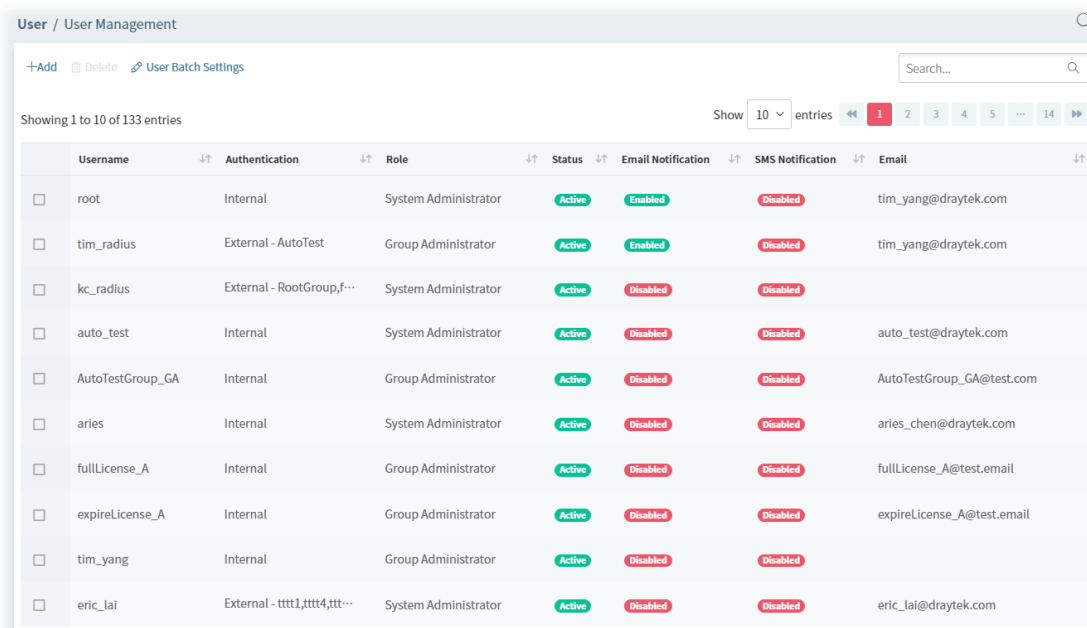 User / User Management
+Add Delete User Batch Settings
Search...
Showing 1 to 10 of 133 entries
Show 10 entries 1 2 3 4 5 ... 14
Username Authentication Role Status Email Notification SMS Notification Email
root Internal System Administrator Active Enabled Disabled tim_yang@draytek.com
tim_radius External - AutoTest Group Administrator Active Enabled Disabled tim_yang@draytek.com
kc_radius External - RootGroup,f... System Administrator Active Disabled Disabled
auto_test Internal System Administrator Active Disabled Disabled auto_test@draytek.com
AutoTestGroup_GA Internal Group Administrator Active Disabled Disabled AutoTestGroup_GA@test.com
aries Internal System Administrator Active Disabled Disabled aries_chen@draytek.com
fullLicense_A Internal Group Administrator Active Disabled Disabled fullLicense_A@test.email
expireLicense_A Internal Group Administrator Active Disabled Disabled expireLicense_A@test.email
tim_yang Internal Group Administrator Active Disabled Disabled
eric_lai External - tttt1,tttt4,ttt... System Administrator Active Disabled Disabled eric_lai@draytek.com